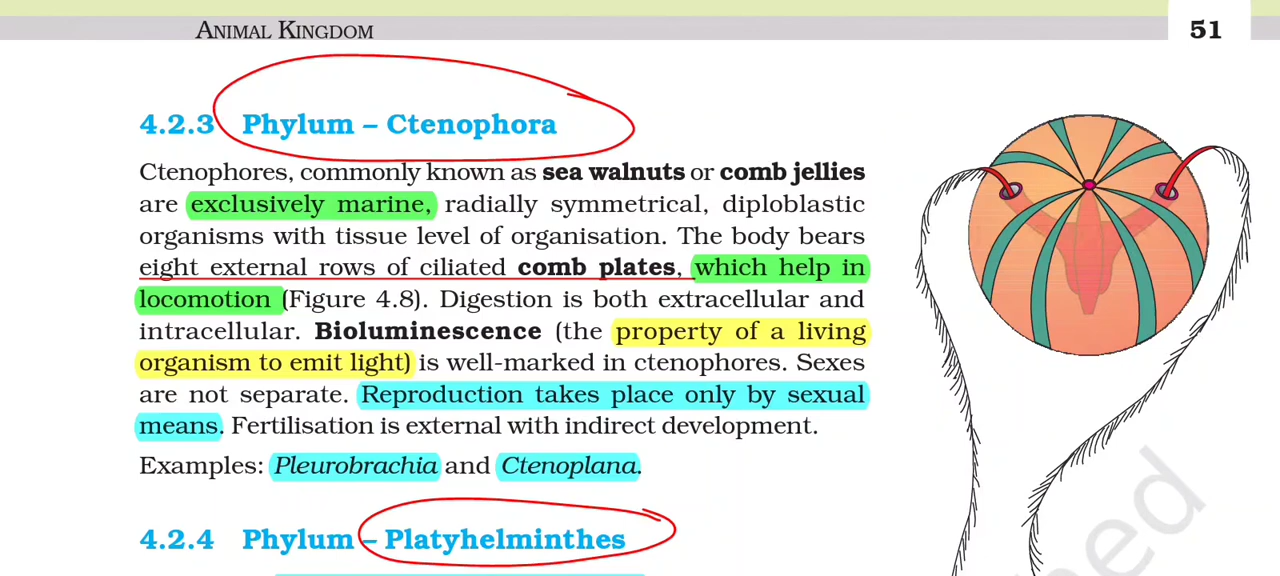 ANIMAL KINGDOM
51
4.2.3 Phylum – Ctenophora
Ctenophores, commonly known as sea walnuts or comb jellies
are exclusively marine, radially symmetrical, diploblastic
organisms with tissue level of organisation. The body bears
eight external rows of ciliated comb plates, which help in
locomotion (Figure 4.8). Digestion is both extracellular and
intracellular. Bioluminescence (the property of a living
organism to emit light) is well-marked in ctenophores. Sexes
are not separate. Reproduction takes place only by sexual
means. Fertilisation is external with indirect development.
Examples: Pleurobrachia and Ctenoplana.
4.2.4 Phylum – Platyhelminthes